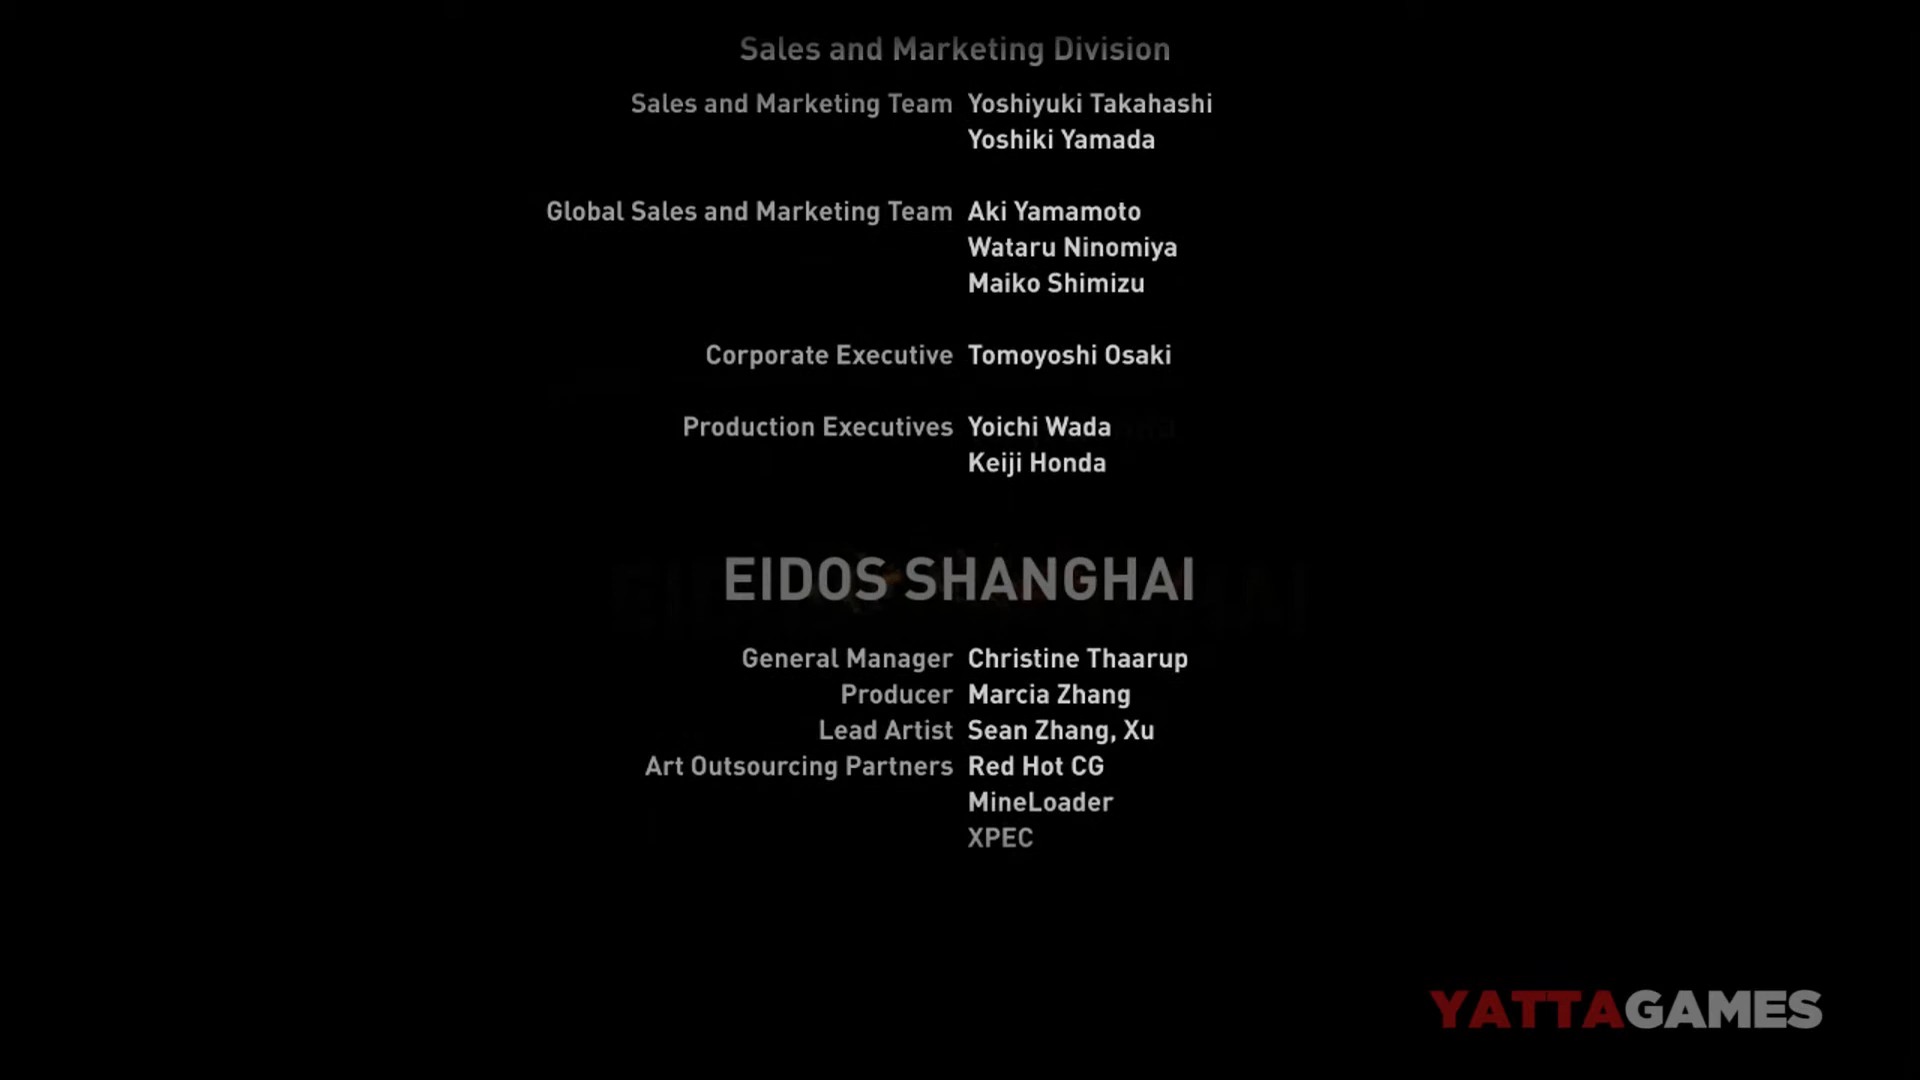 Sales and Marketing Division
Sales and Marketing Team Yoshiyuki Takahashi
Yoshiki Yamada
Global Sales and Marketing Team Aki Yamamoto
Wataru Ninomiya
Maiko Shimizu
Corporate Executive Tomoyoshi Osaki
Production Executives Yoichi Wada
Keiji Honda
EIDOS SHANGHAI
General Manager Christine Thaarup
Producer Marcia Zhang
Lead Artist Sean Zhang, Xu
Art Outsourcing Partners Red Hot CG
MineLoader
XPEC
YATTAGAMES